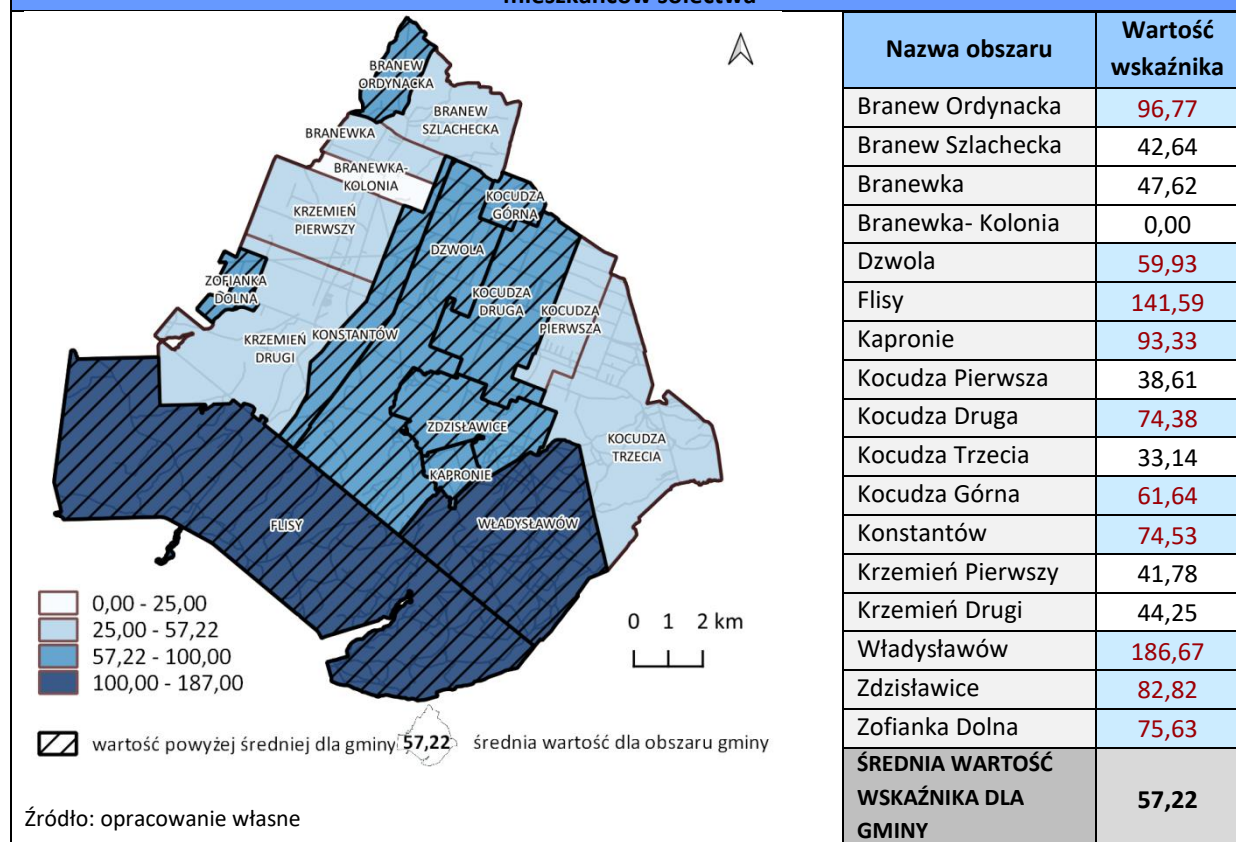 mieszkańców sołectwa
BRANEW
ORDYNACKA
BRANEW
SZLACHECKA
BRANEWKA
BRANEWKA-
KOLONIA
KOCUDZA
GÓRNA
KRZEMIEŃ
PIERWSZY
DZWOLA
ZOFIANKA
DOLNA
KOCUDZA
DRUGA
KOCUDZA
PIERWSZA
KRZEMIEŃ
DRUGI
KONSTANTÓW
ZDZISŁAWICE
KOCUDZA
TRZECIA
KAPRONIE
FLISY
WŁADYSŁAWÓW
0,00 - 25,00
25,00 - 57,22
57,22 - 100,00
100,00 - 187,00
0 1 2 km
wartość powyżej średniej dla gminy 57,22 średnia wartość dla obszaru gminy
Źródło: opracowanie własne
Nazwa obszaru Wartość wskaźnika
Branew Ordynacka 96,77
Branew Szlachecka 42,64
Branewka 47,62
Branewka- Kolonia 0,00
Dzwola 59,93
Flisy 141,59
Kapronie 93,33
Kocudza Pierwsza 38,61
Kocudza Druga 74,38
Kocudza Trzecia 33,14
Kocudza Górna 61,64
Konstantów 74,53
Krzemień Pierwszy 41,78
Krzemień Drugi 44,25
Władysławów 186,67
Zdzisławice 82,82
Zofianka Dolna 75,63
ŚREDNIA WARTOŚĆ
WSKAŹNIKA DLA 57,22
GMINY